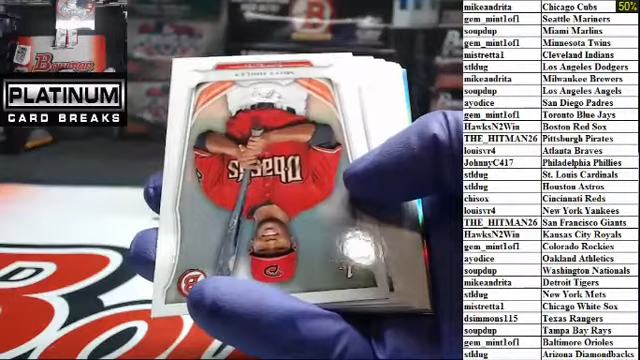 mikeandrita Chicago Cubs 50%
gem_mint1of1 Seattle Mariners
soupdup Miami Marlins
gem_mint1of1 Minnesota Twins
mistretta1 Cleveland Indians
stldug Los Angeles Dodgers
mikeandrita Milwaukee Brewers
soupdup Los Angeles Angels
ayodice San Diego Padres
gem_mint1of1 Toronto Blue Jays
HawksN2Win Boston Red Sox
THE_HITMAN26 Pittsburgh Pirates
louisvr4 Atlanta Braves
JohnnyC417 Philadelphia Phillies
stldug St. Louis Cardinals
stldug Houston Astros
chisox Cincinnati Reds
louisvr4 New York Yankees
THE_HITMAN26 San Francisco Giants
HawksN2Win Kansas City Royals
gem_mint1of1 Colorado Rockies
ayodice Oakland Athletics
soupdup Washington Nationals
mikeandrita Detroit Tigers
stldug New York Mets
mistretta1 Chicago White Sox
dsimmons115 Texas Rangers
soupdup Tampa Bay Rays
gem_mint1of1 Baltimore Orioles
stldug Arizona Diamondbacks
Bowman
PLATINUM
CARD BREAKS
Dbacks
1st